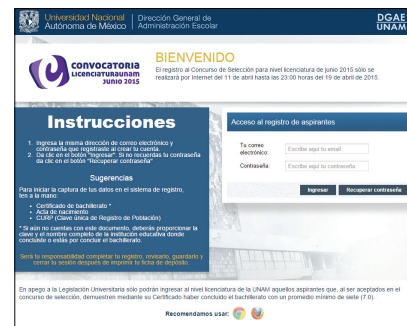 Universidad Nacional
Autónoma de México
Dirección General de
Administración Escolar
DGAE
UNAM
CONVOCATORIA
LICENCIATURAUNAM
JUNIO 2015
BIENVENIDO
El registro al Concurso de Selección para nivel licenciatura de junio 2015 sólo se
realizará por internet del 11 de abril hasta las 23:00 horas del 19 de abril de 2015.
Instrucciones
1. Ingresa la misma dirección de correo electrónico y
contraseña que registraste al crear tu cuenta.
2. Da clic en el botón "Ingresar". Si no recuerdas tu contraseña
da clic en el botón "Recuperar contraseña"
Sugerencias
Para iniciar la captura de tus datos en el sistema de registro,
ten a la mano:
• Certificado de bachillerato *
• Acta de nacimiento
• CURP (Clave única de Registro de Población)
* Si aún no cuentas con este documento, deberás proporcionar la
clave y el nombre completo de la institución educativa donde
concluiste o estás por concluir el bachillerato.
Será tu responsabilidad completar tu registro, revisarlo, guardarlo y
cerrar tu sesión después de imprimir tu ficha de depósito.
Acceso al registro de aspirantes
Tu correo
electrónico:
Escribe aquí tu email
Contraseña:
Escribe aquí tu contraseña
Ingresar
Recuperar contraseña
En apego a la Legislación Universitaria sólo podrán ingresar al nivel licenciatura de la UNAM aquellos aspirantes que, al ser aceptados en el
concurso de selección, demuestren mediante su Certificado haber concluido el bachillerato con un promedio mínimo de siete (7.0).
Recomendamos usar: